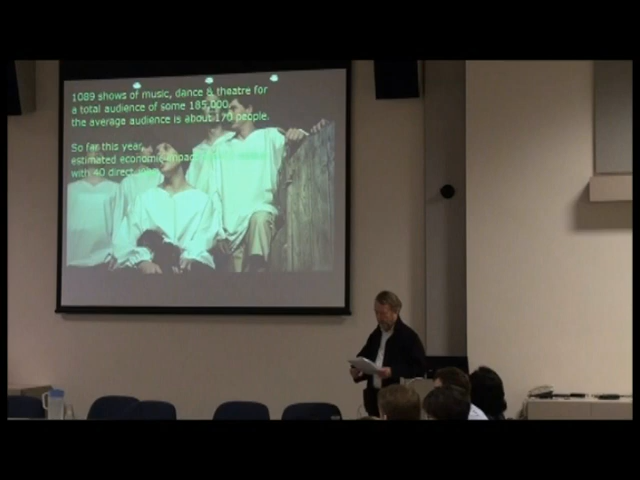 1089 shows of music, dance & theatre for
a total audience of some 185,000,
the average audience is about 170 people.
So far this year,
estimated economic impact
with 40 direct